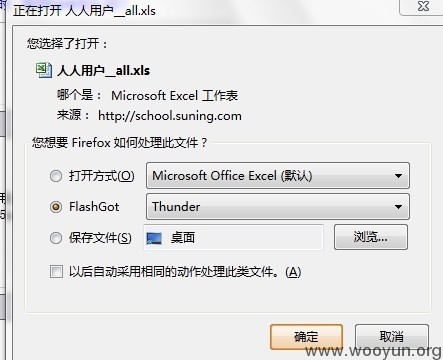 正在打开 人人用户__all.xls
您选择了打开：
人人用户__all.xls
哪个是： Microsoft Excel 工作表
来源： http://school.suning.com
您想要 Firefox 如何处理此文件？
打开方式(O) Microsoft Office Excel (默认)
FlashGot Thunder
保存文件(S) 桌面 浏览...
以后自动采用相同的动作处理此类文件。(A)
确定 取消
www.wooyun.org